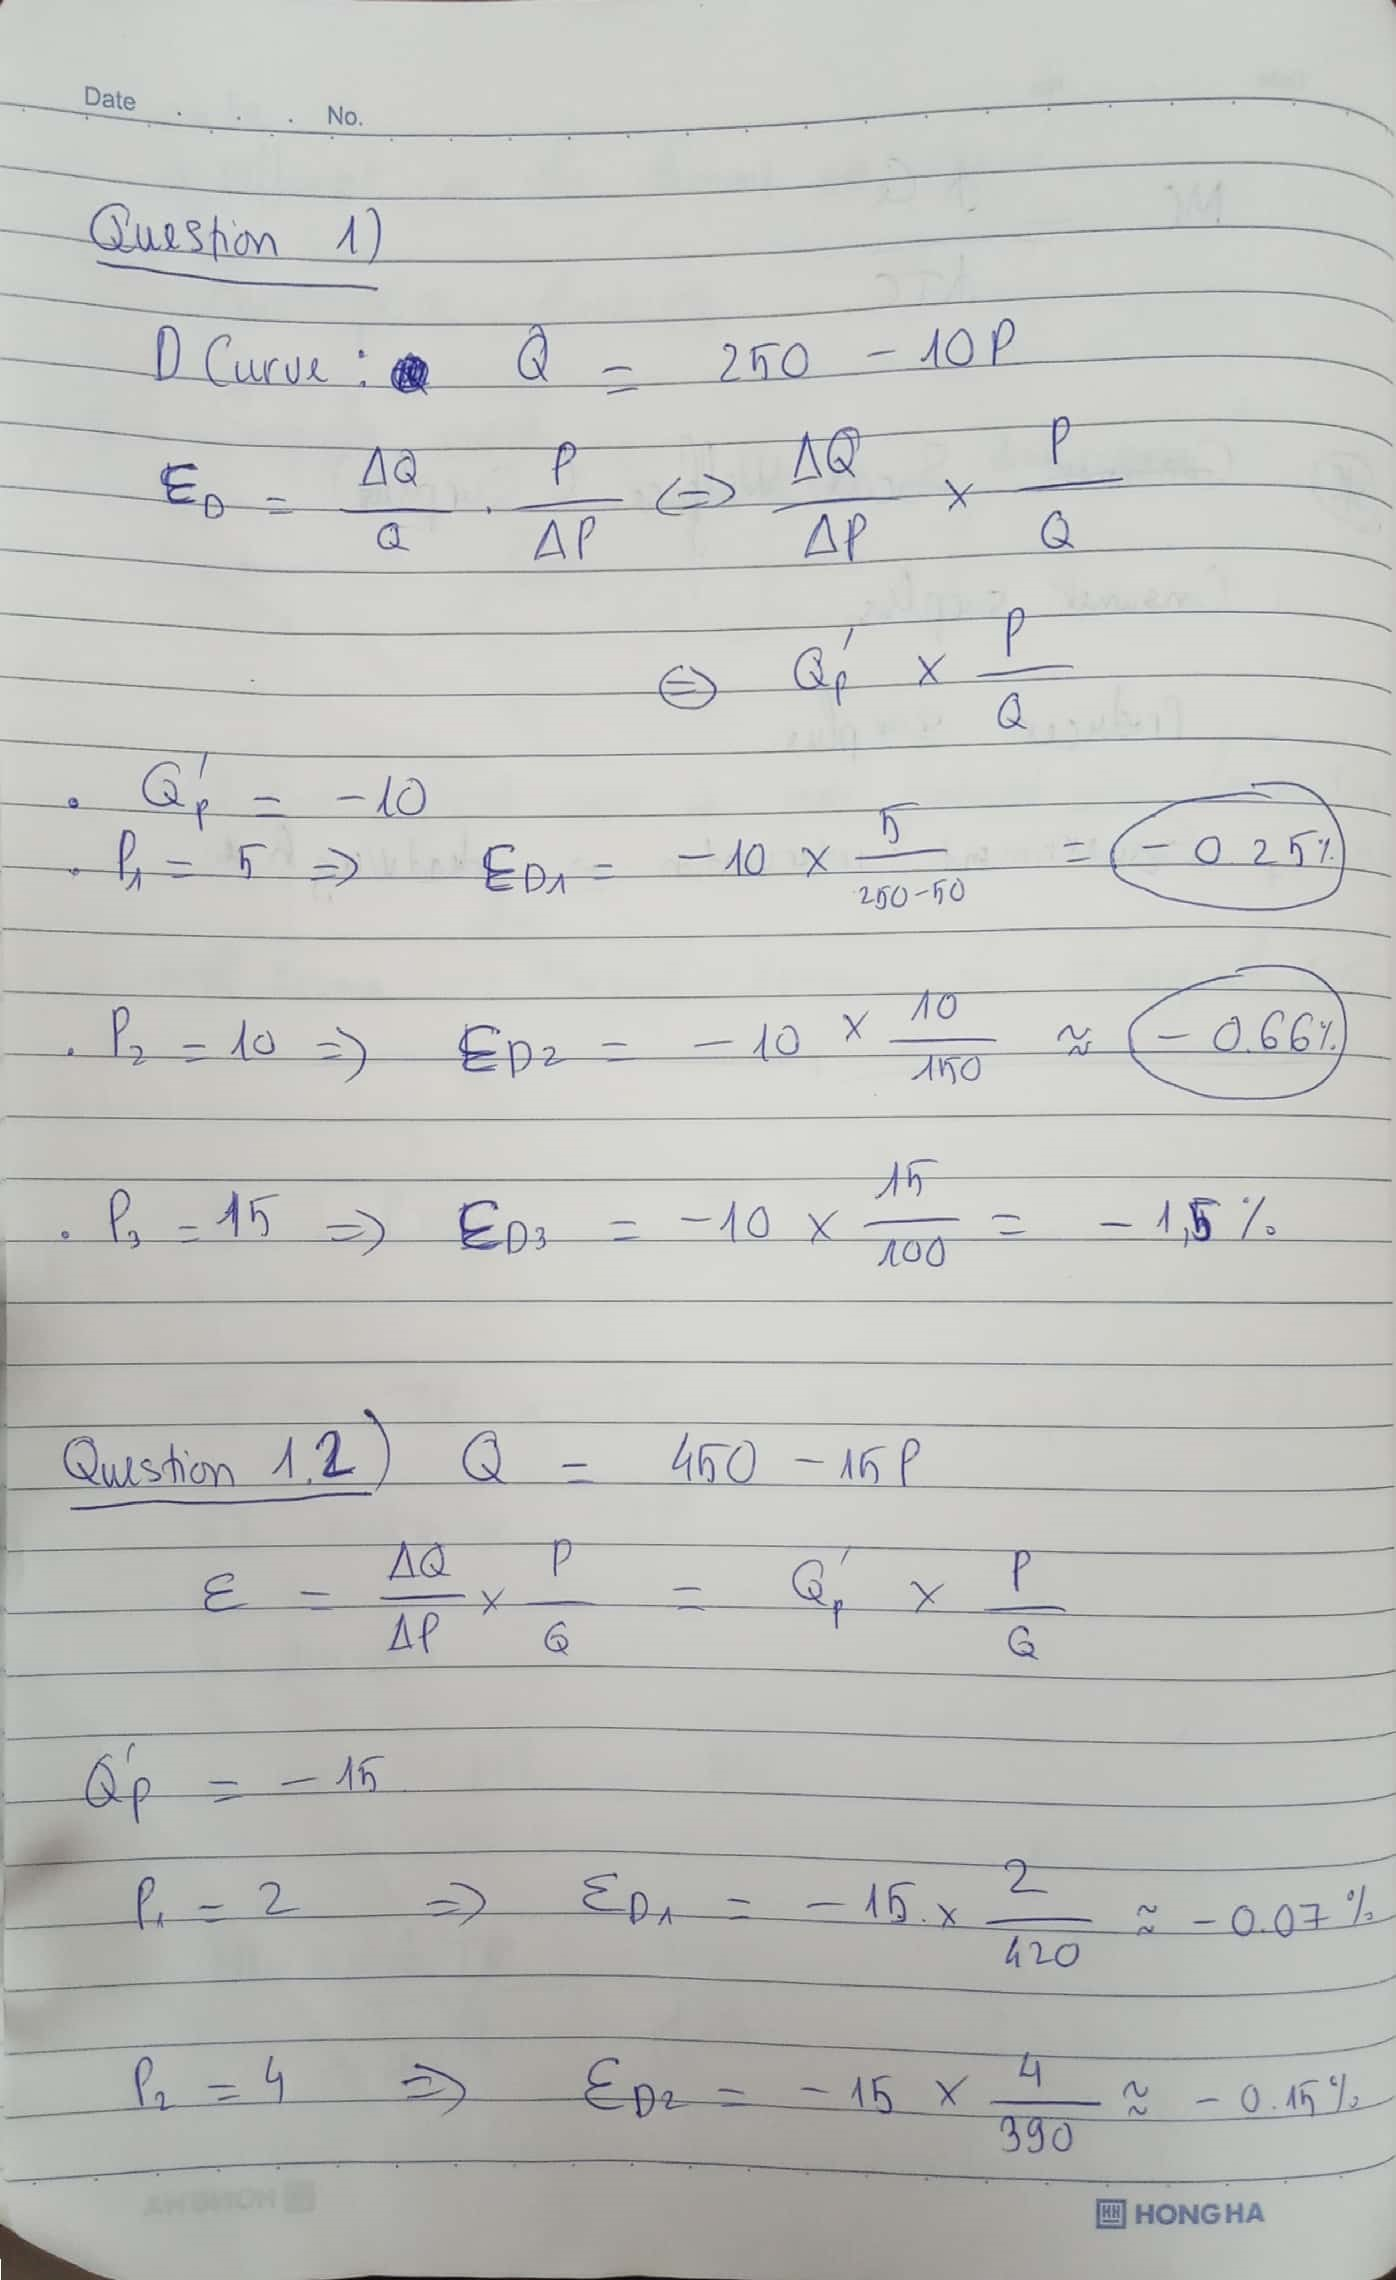 Date . . . No.
Question 1)
D Curve : Q = 250 - 10P
ED = ΔQ/Q . P/ΔP <=> ΔQ/ΔP x P/Q
<=> Q'p x P/Q
. Q'p = -10
. P1 = 5 => ED1 = -10 x 5/250-50 = -0.25%
. P2 = 10 => ED2 = -10 x 10/150 ≈ -0.66%
. P3 = 15 => ED3 = -10 x 15/100 = -1,5%
Question 1.2) Q = 450 - 15P
ε = ΔQ/ΔP x P/Q = Q'p x P/Q
Q'p = -15
P1 = 2 => ED1 = -15. x 2/420 ≈ -0.07%
P2 = 4 => ED2 = -15 x 4/390 ≈ -0.15%
HH HONG HA